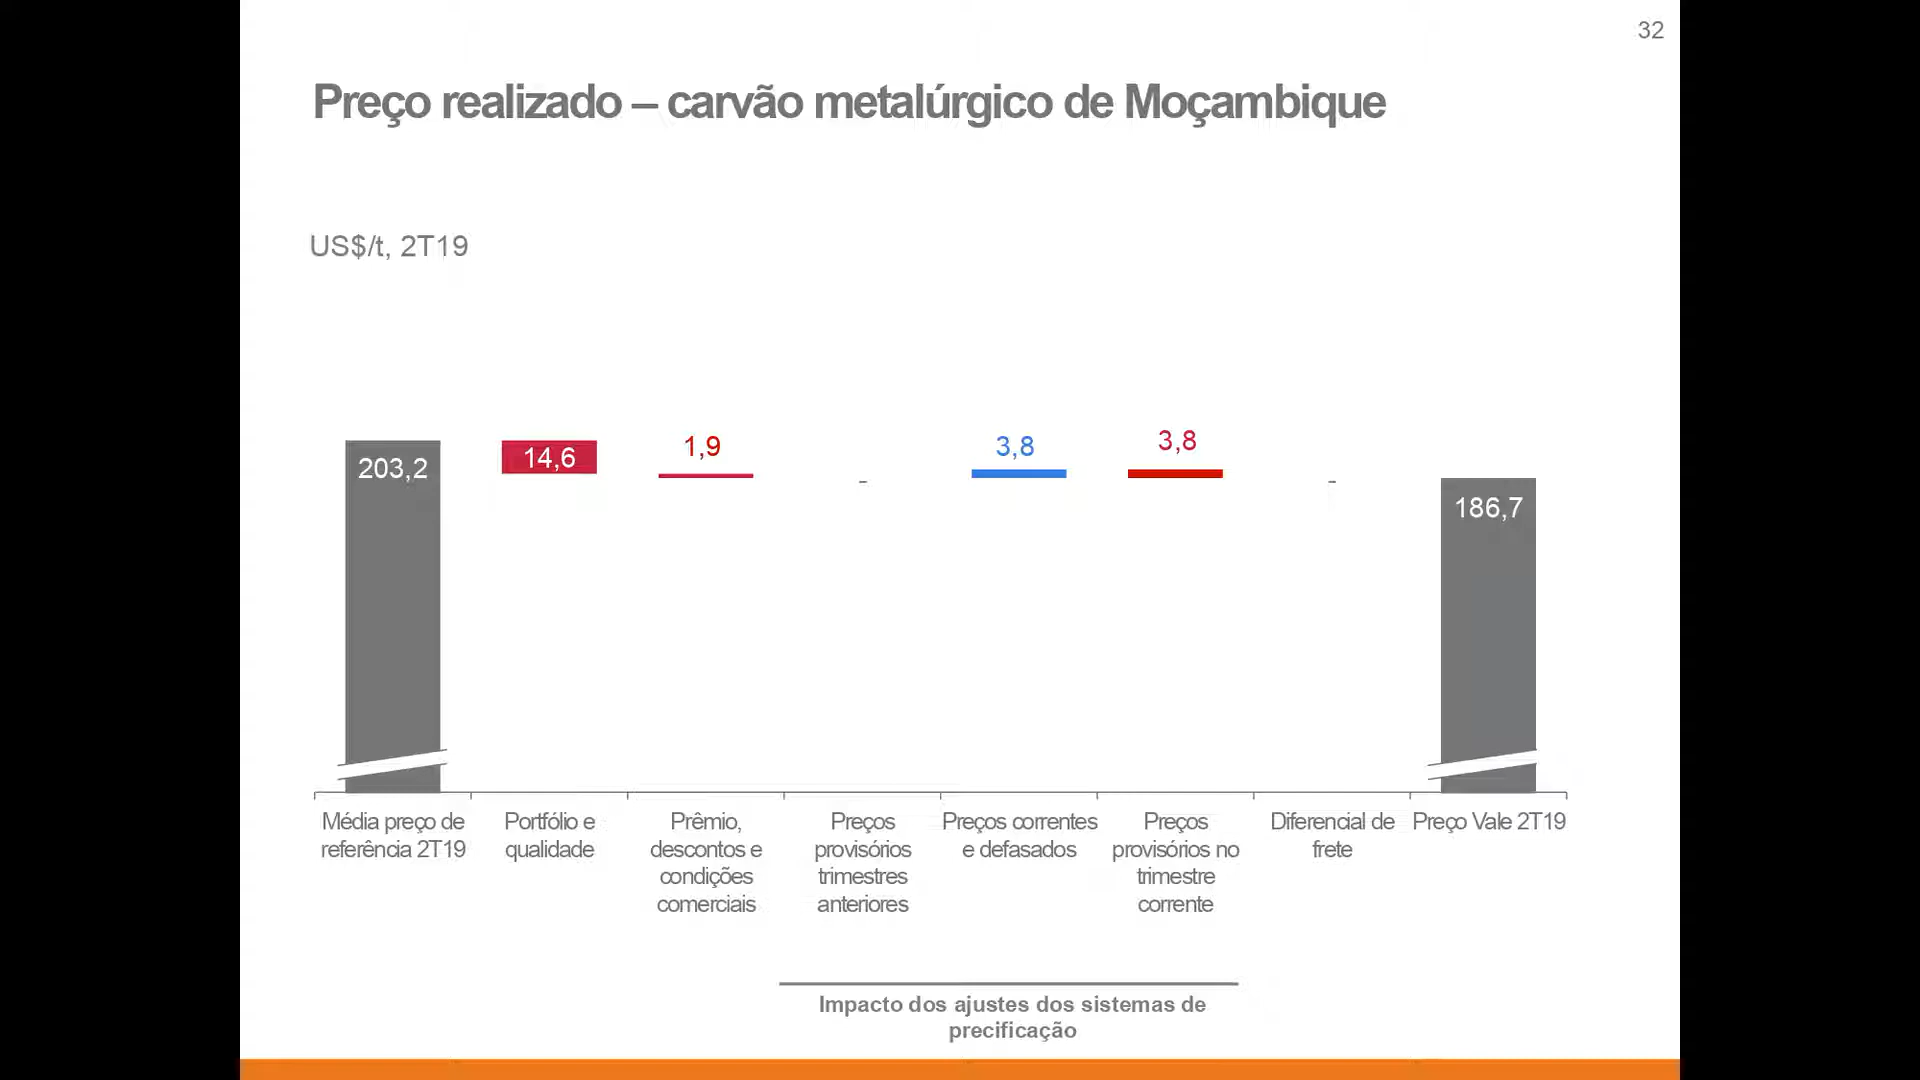 32
Preço realizado – carvão metalúrgico de Moçambique
US$/t, 2T19
203,2
14,6
1,9
-
3,8
3,8
-
186,7
Média preço de
referência 2T19
Portfólio e
qualidade
Prêmio,
descontos e
condições
comerciais
Preços
provisórios
trimestres
anteriores
Preços correntes
e defasados
Preços
provisórios no
trimestre
corrente
Diferencial de
frete
Preço Vale 2T19
Impacto dos ajustes dos sistemas de
precificação